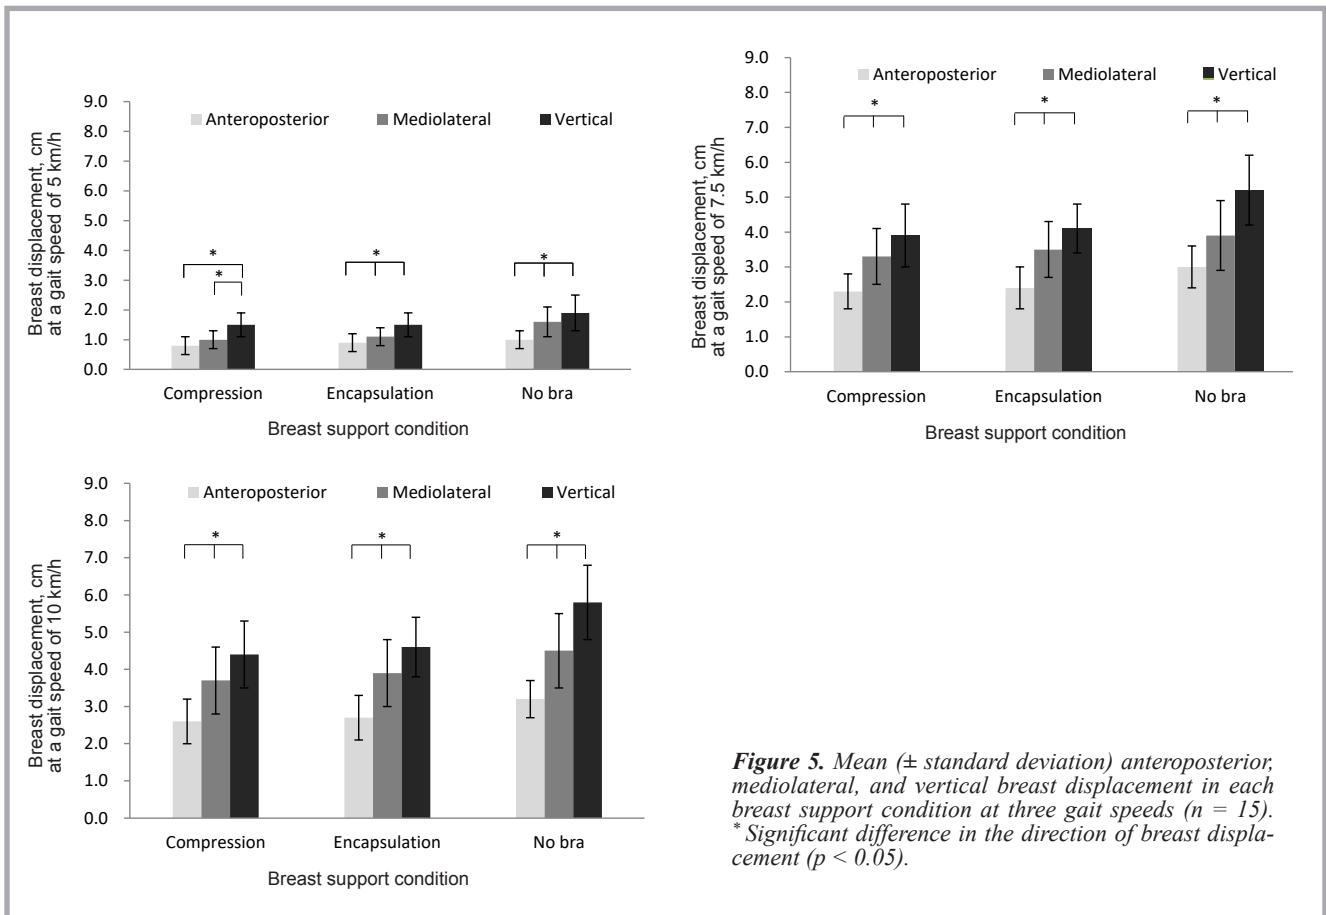 9.0
8.0
7.0
6.0
5.0
4.0
3.0
2.0
1.0
0.0
Breast displacement, cm
at a gait speed of 5 km/h
Anteroposterior Mediolateral Vertical
*
*
*
*
Compression Encapsulation No bra
Breast support condition
9.0
8.0
7.0
6.0
5.0
4.0
3.0
2.0
1.0
0.0
Breast displacement, cm
at a gait speed of 7.5 km/h
Anteroposterior Mediolateral Vertical
* * *
Compression Encapsulation No bra
Breast support condition
9.0
8.0
7.0
6.0
5.0
4.0
3.0
2.0
1.0
0.0
Breast displacement, cm
at a gait speed of 10 km/h
Anteroposterior Mediolateral Vertical
* * *
Compression Encapsulation No bra
Breast support condition
Figure 5. Mean (± standard deviation) anteroposterior,
mediolateral, and vertical breast displacement in each
breast support condition at three gait speeds (n = 15).
* Significant difference in the direction of breast displa-
cement (p < 0.05).